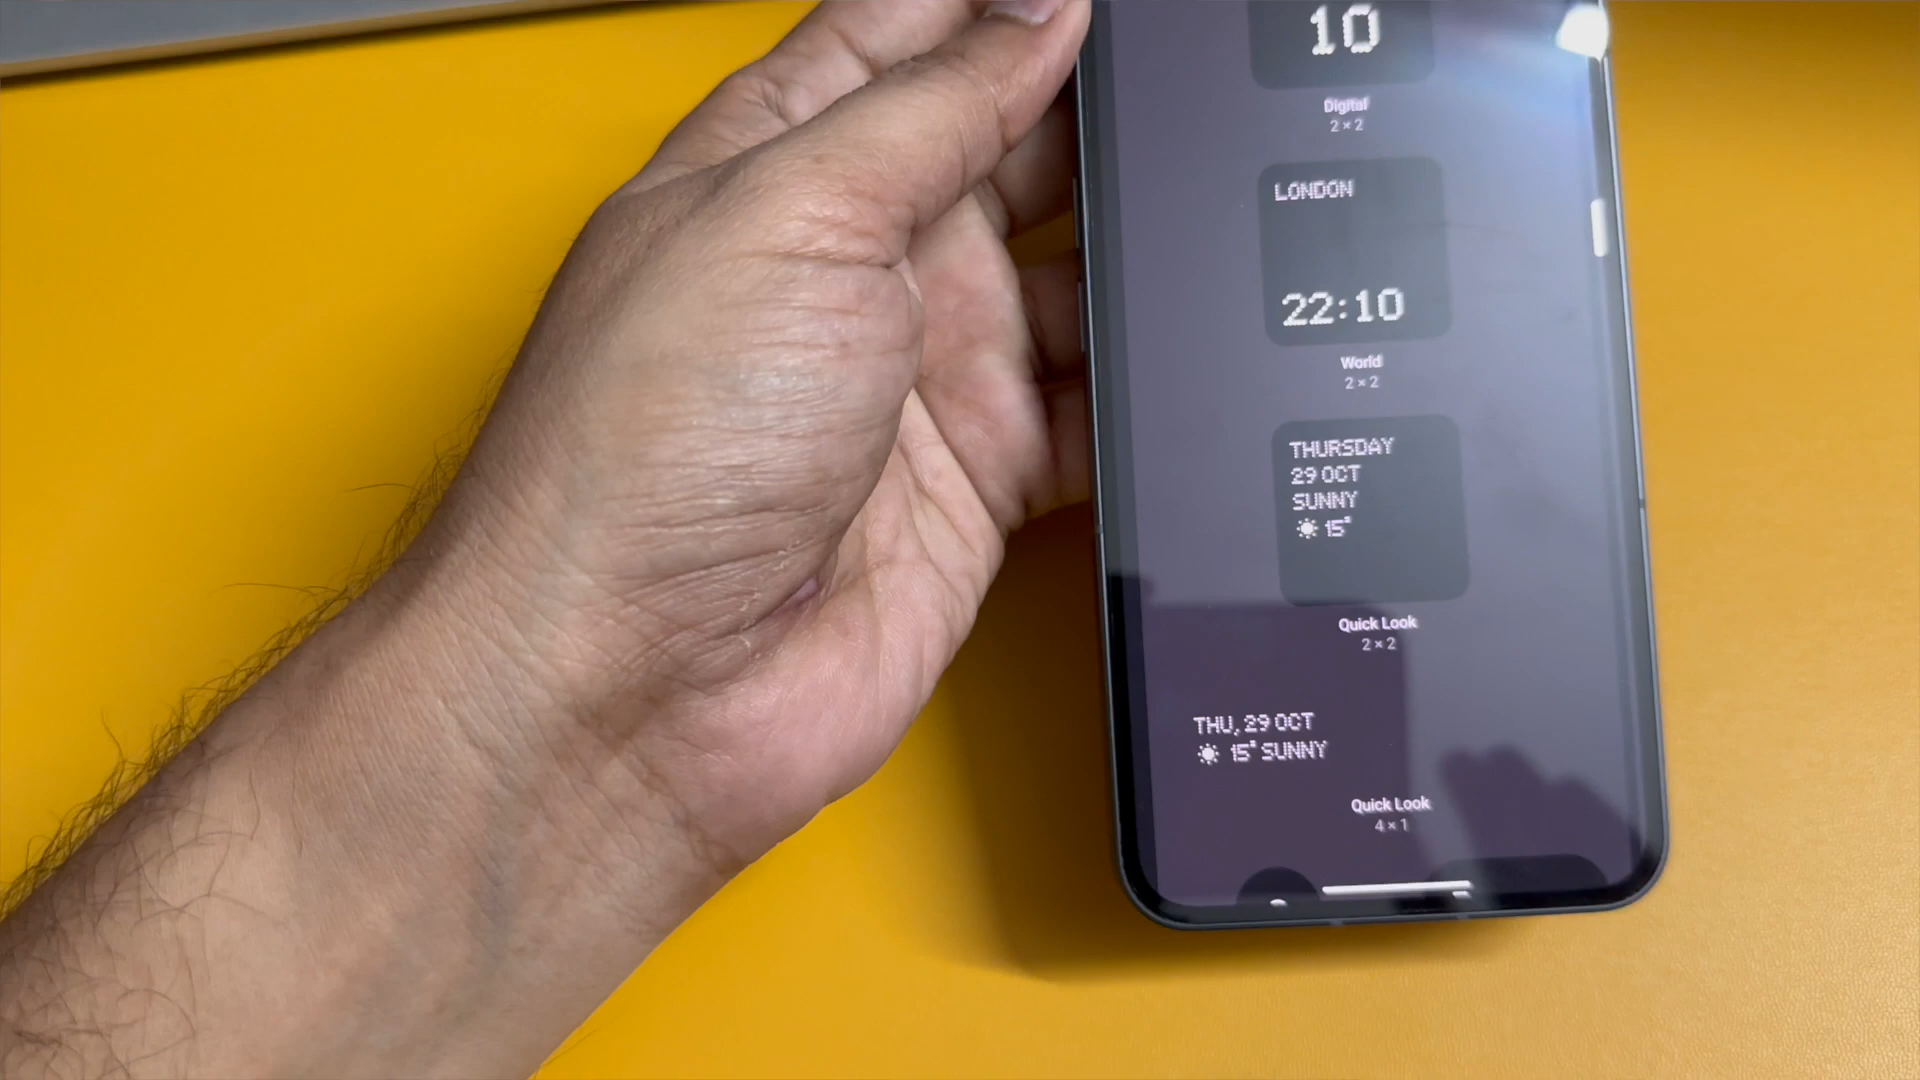 10
Digital
2 × 2
LONDON
22:10
World
2 × 2
THURSDAY
29 OCT
SUNNY
15°
Quick Look
2 × 2
THU, 29 OCT
15° SUNNY
Quick Look
4 × 1